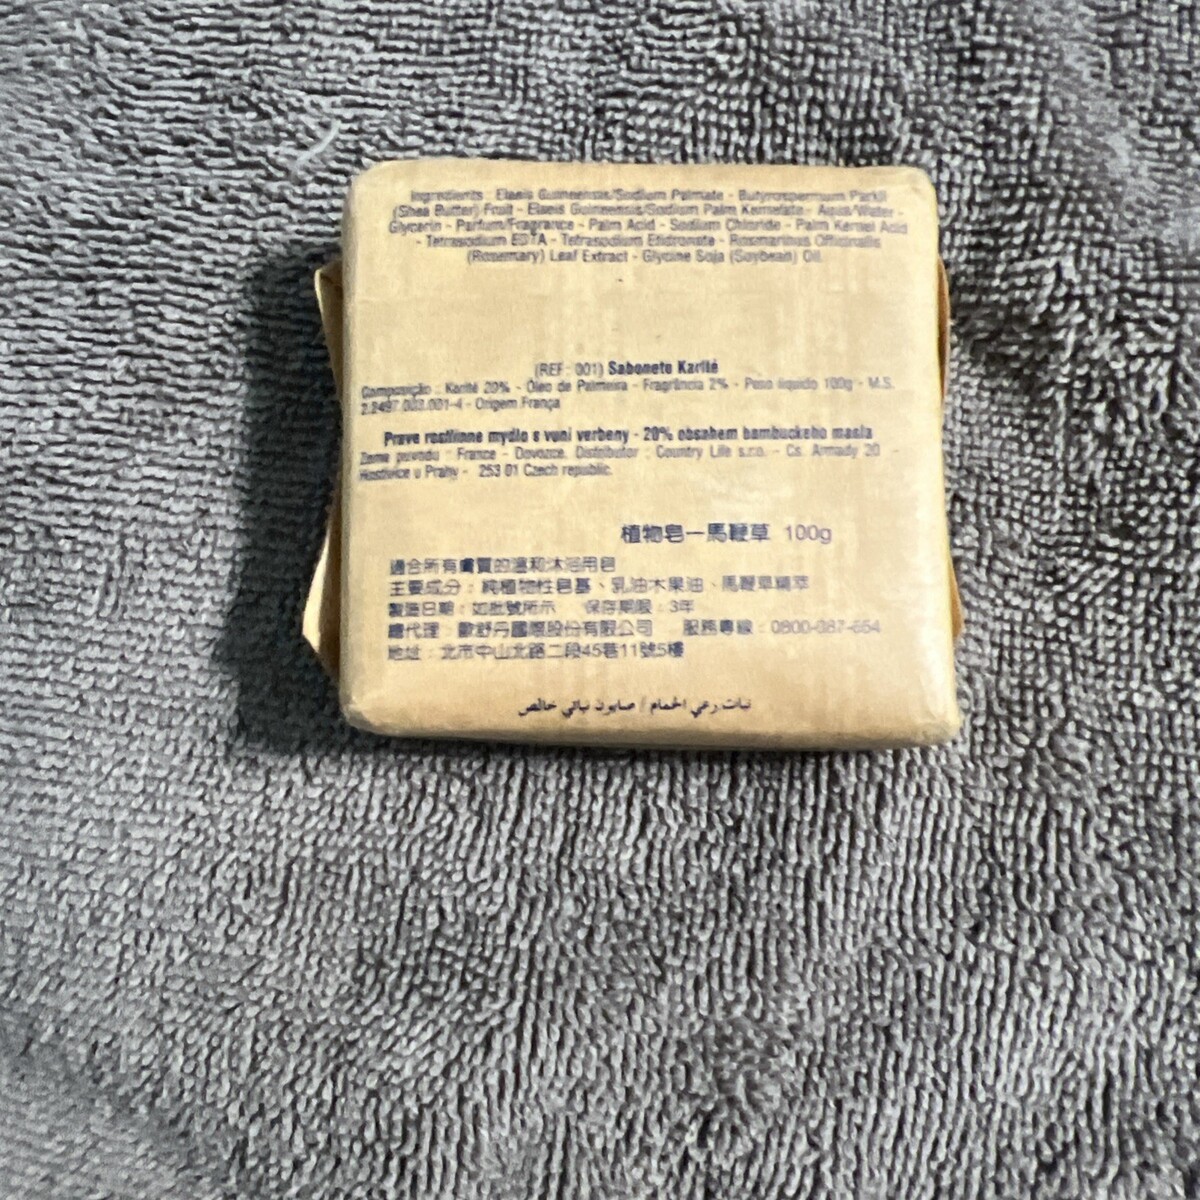 Ingredients : Elaeis Guineensis/Sodium Palmate - Butyrospermum Parkii
(Shea Butter) Fruit - Elaeis Guineensis/Sodium Palm Kernelate - Aqua/Water -
Glycerin - Parfum/Fragrance - Palm Acid - Sodium Chloride - Palm Kernel Acid
- Tetrasodium EDTA - Tetrasodium Etidronate - Rosmarinus Officinalis
(Rosemary) Leaf Extract - Glycine Soja (Soybean) Oil.
(REF: 001) Sabonete Karité
Composição : Karité 20% - Óleo de Palmeira - Fragrância 2% - Peso líquido 100g - M.S.
2.9497.003.001-4 - Origem França
Prave rostlinne mydlo s vuni verbeny - 20% obsahem bambuckeho masla
Zeme puvodu : France - Dovozce. Distributor : Country Life s.r.o. - Cs. Armady 20 -
Hostivice u Prahy - 253 01 Czech republic.
植物皂一馬鞭草 100g
適合所有膚質的溫和沐浴用皂
主要成分：純植物性皂基、乳油木果油、馬鞭草精萃
製造日期：如批號所示 保存期限：3年
總代理：歐舒丹國際股份有限公司 服務專線：0800-087-654
地址：北市中山北路二段45巷11號5樓
نبات رعي الحمام / صابون نباتي خالص